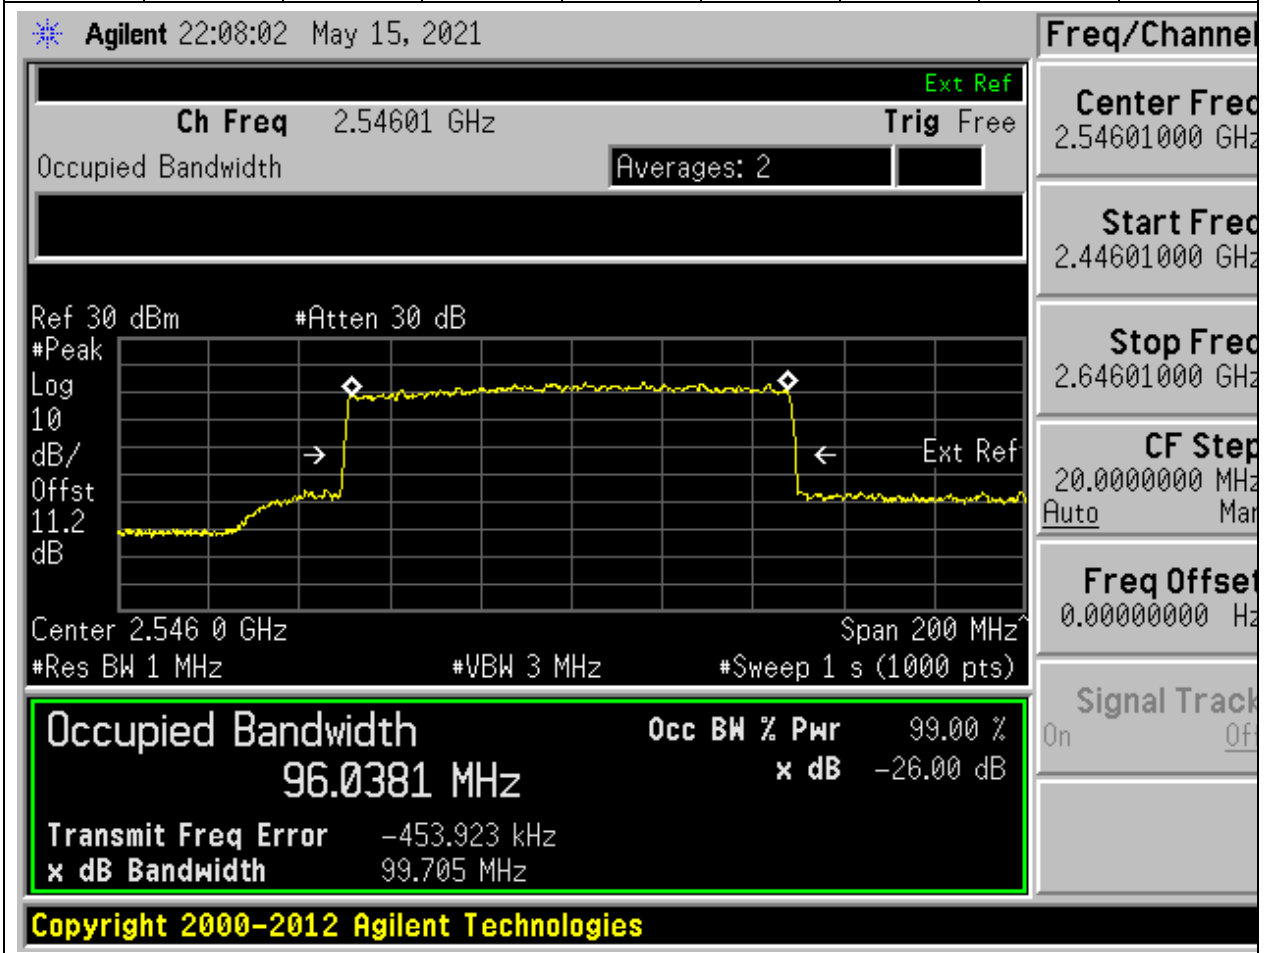 Agilent 22:08:02 May 15, 2021
Freq/Channel
Ext Ref
Ch Freq 2.54601 GHz Trig Free
Occupied Bandwidth Averages: 2
Center Freq
2.54601000 GHz
Start Freq
2.44601000 GHz
Stop Freq
2.64601000 GHz
CF Step
20.0000000 MHz
Auto Man
Freq Offset
0.00000000 Hz
Signal Track
On Off
Ref 30 dBm #Atten 30 dB
#Peak
Log
10
dB/
Offst
11.2
dB
Ext Ref
Center 2.546 0 GHz Span 200 MHz^
#Res BW 1 MHz #VBW 3 MHz #Sweep 1 s (1000 pts)
Occupied Bandwidth
96.0381 MHz
Occ BW % Pwr 99.00 %
x dB -26.00 dB
Transmit Freq Error -453.923 kHz
x dB Bandwidth 99.705 MHz
Copyright 2000-2012 Agilent Technologies